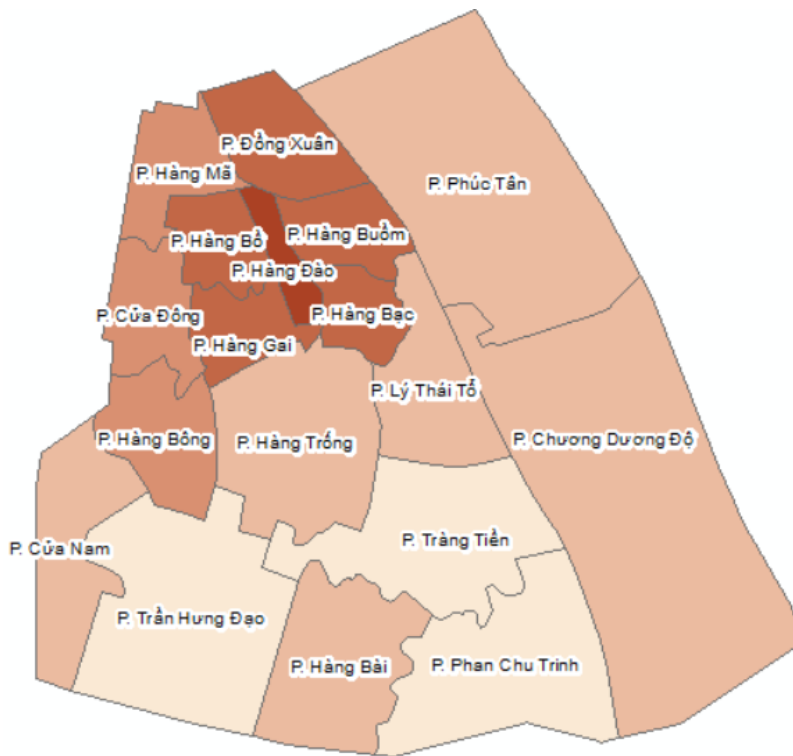 P. Đồng Xuân
P. Hàng Mã
P. Phúc Tân
P. Hàng Bồ
P. Hàng Buồm
P. Hàng Đào
P. Cửa Đông
P. Hàng Bạc
P. Hàng Gai
P. Lý Thái Tổ
P. Hàng Bông
P. Hàng Trống
P. Chương Dương Độ
P. Tràng Tiền
P. Cửa Nam
P. Trần Hưng Đạo
P. Hàng Bài
P. Phan Chu Trinh